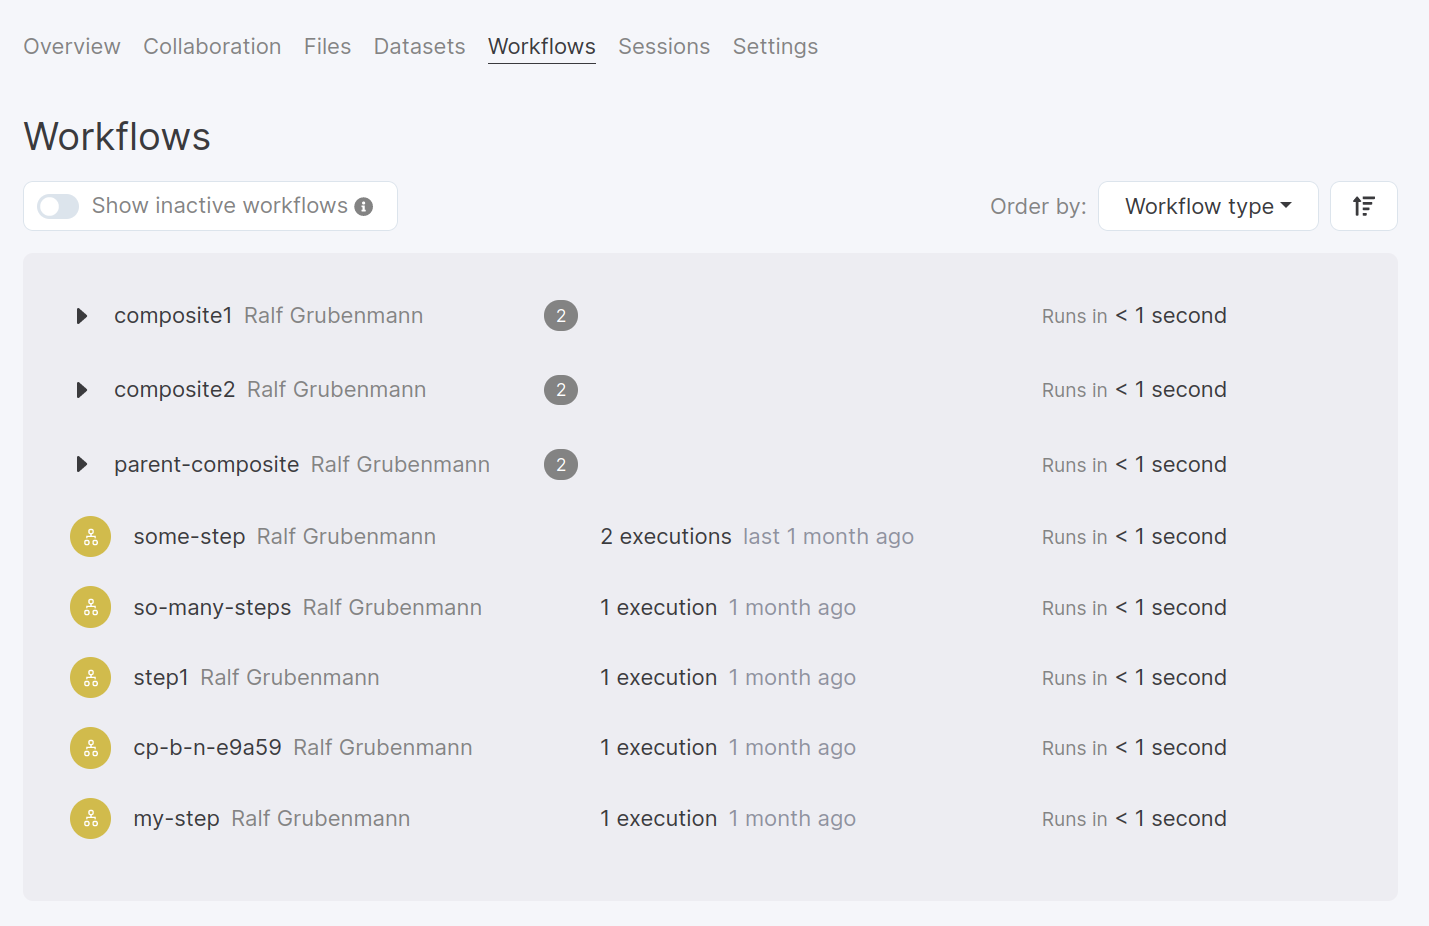 Overview Collaboration Files Datasets Workflows Sessions Settings
Workflows
Show inactive workflows Order by: Workflow type
composite1 Ralf Grubenmann 2 Runs in < 1 second
composite2 Ralf Grubenmann 2 Runs in < 1 second
parent-composite Ralf Grubenmann 2 Runs in < 1 second
some-step Ralf Grubenmann 2 executions last 1 month ago Runs in < 1 second
so-many-steps Ralf Grubenmann 1 execution 1 month ago Runs in < 1 second
step1 Ralf Grubenmann 1 execution 1 month ago Runs in < 1 second
cp-b-n-e9a59 Ralf Grubenmann 1 execution 1 month ago Runs in < 1 second
my-step Ralf Grubenmann 1 execution 1 month ago Runs in < 1 second